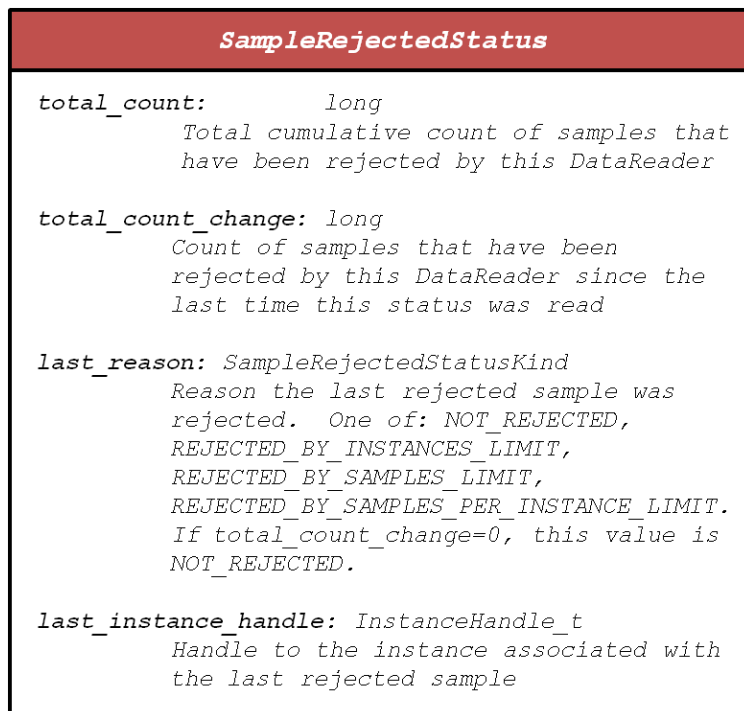 SampleRejectedStatus
total_count: long
Total cumulative count of samples that
have been rejected by this DataReader
total_count_change: long
Count of samples that have been
rejected by this DataReader since the
last time this status was read
last_reason: SampleRejectedStatusKind
Reason the last rejected sample was
rejected. One of: NOT_REJECTED,
REJECTED_BY_INSTANCES_LIMIT,
REJECTED_BY_SAMPLES_LIMIT,
REJECTED_BY_SAMPLES_PER_INSTANCE_LIMIT.
If total_count_change=0, this value is
NOT_REJECTED.
last_instance_handle: InstanceHandle_t
Handle to the instance associated with
the last rejected sample